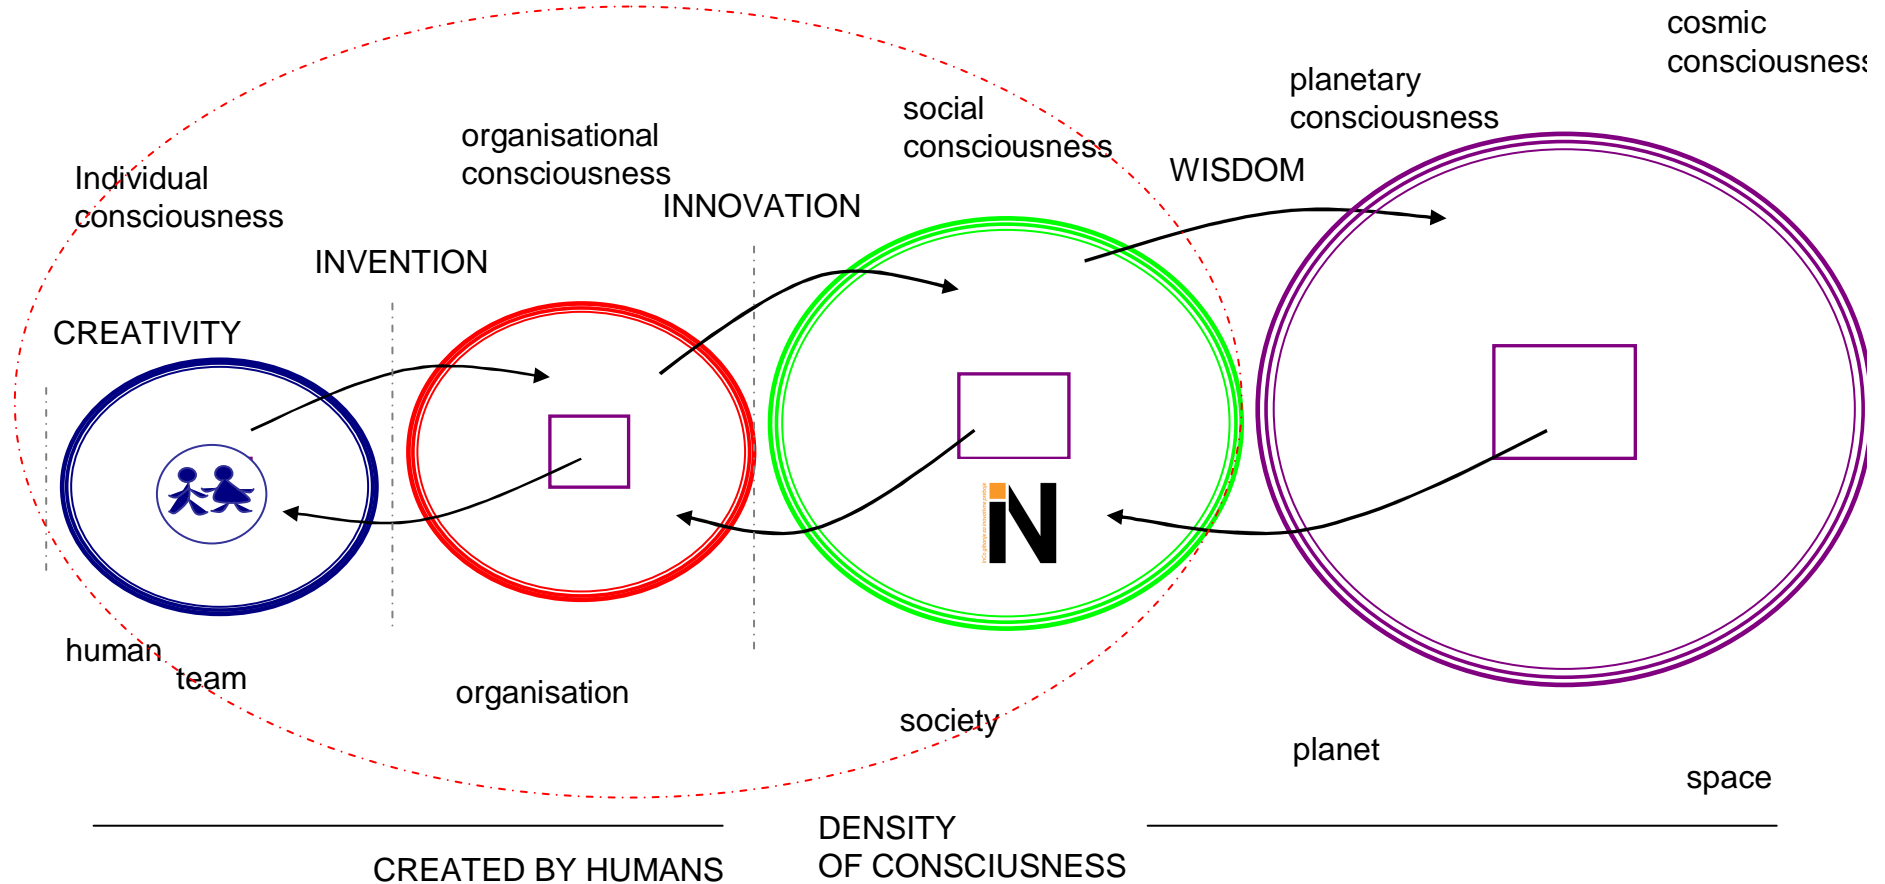 cosmic
consciousness
planetary
consciousness
social
consciousness
organisational
consciousness
Individual
consciousness
WISDOM
INNOVATION
INVENTION
CREATIVITY
iN
human
team
organisation
society
planet
space
DENSITY
OF CONSCIUSNESS
CREATED BY HUMANS